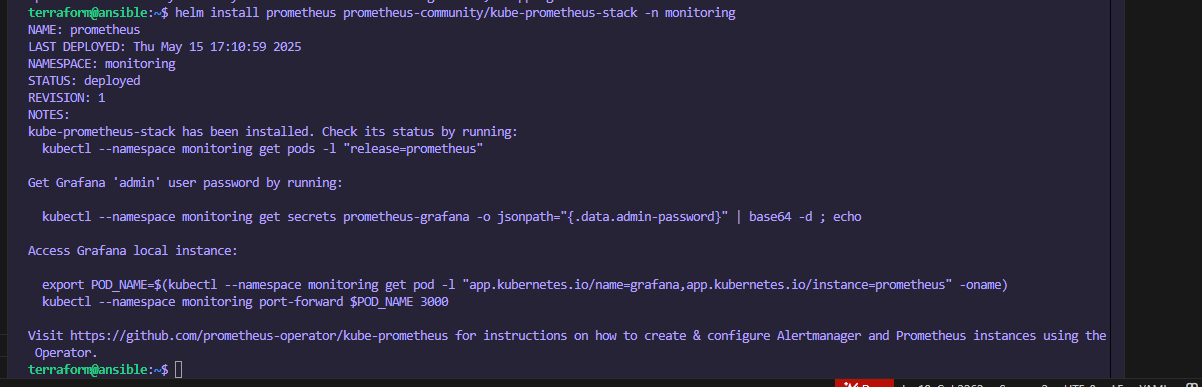 terraform@ansible:~$ helm install prometheus prometheus-community/kube-prometheus-stack -n monitoring
NAME: prometheus
LAST DEPLOYED: Thu May 15 17:10:59 2025
NAMESPACE: monitoring
STATUS: deployed
REVISION: 1
NOTES:
kube-prometheus-stack has been installed. Check its status by running:
  kubectl --namespace monitoring get pods -l "release=prometheus"
Get Grafana 'admin' user password by running:
  kubectl --namespace monitoring get secrets prometheus-grafana -o jsonpath="{.data.admin-password}" | base64 -d ; echo
Access Grafana local instance:
  export POD_NAME=$(kubectl --namespace monitoring get pod -l "app.kubernetes.io/name=grafana,app.kubernetes.io/instance=prometheus" -oname)
  kubectl --namespace monitoring port-forward $POD_NAME 3000
Visit https://github.com/prometheus-operator/kube-prometheus for instructions on how to create & configure Alertmanager and Prometheus instances using the
 Operator.
terraform@ansible:~$